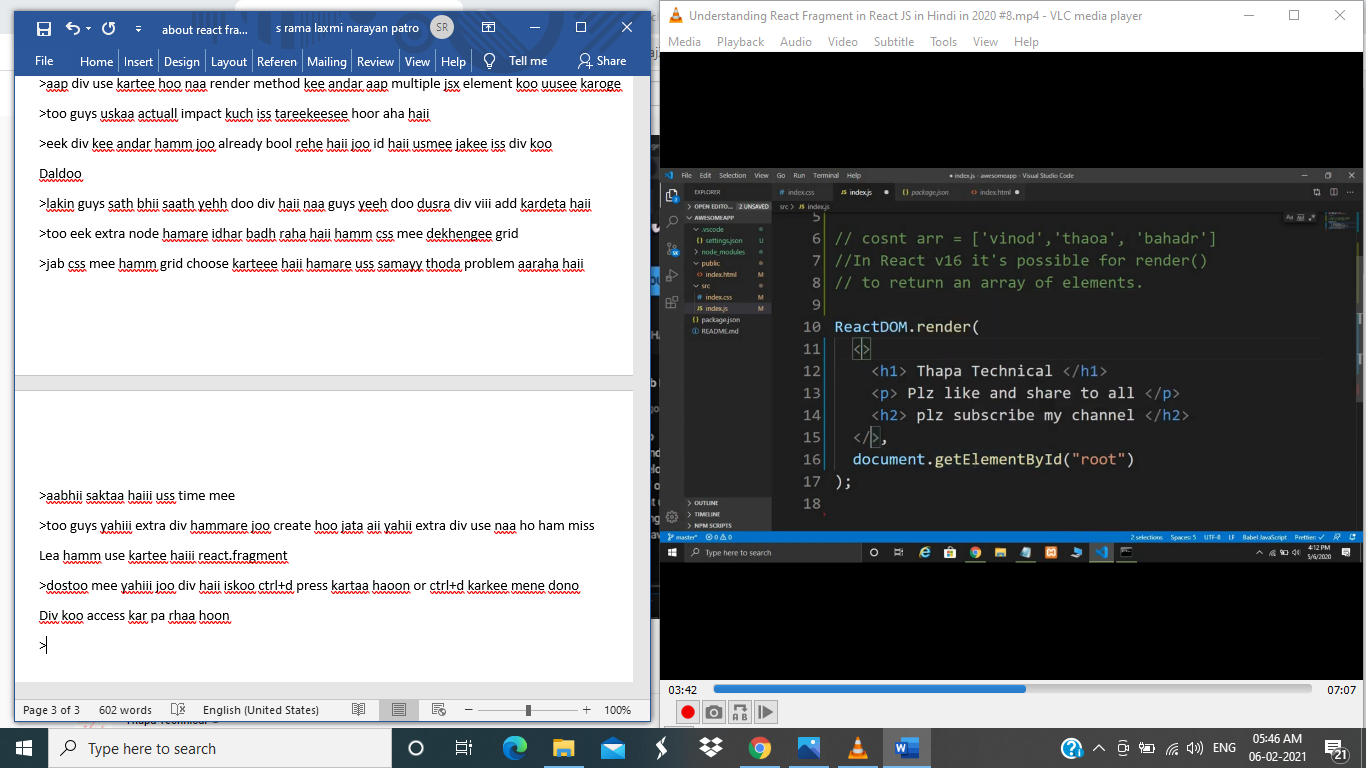 about react fra...
s rama laxmi narayan patro
SR
File Home Insert Design Layout Referen Mailing Review View Help Tell me Share
>aap div use kartee hoo naa render method kee andar aap multiple jsx element koo uusee karoge
>too guys uskaa actuall impact kuch iss tareekeesee hoor aha haii
>eek div kee andar hamm joo already bool rehe haii joo id haii usmee jakee iss div koo
Daldoo
>lakin guys sath bhii saath yehh doo div haii naa guys yeeh doo dusra div viii add kardeta haii
>too eek extra node hamare idhar badh raha haii hamm css mee dekhengee grid
>jab css mee hamm grid choose karteee haii hamare uss samayy thoda problem aaraha haii
>aabhii saktaa haiii uss time mee
>too guys yahiii extra div hammare joo create hoo jata aii yahii extra div use naa ho ham miss
Lea hamm use kartee haiii react.fragment
>dostoo mee yahiii joo div haii iskoo ctrl+d press kartaa haoon or ctrl+d karkee mene dono
Div koo access kar pa rhaa hoon
>
Page 3 of 3 602 words English (United States) 100%
Understanding React Fragment in React JS in Hindi in 2020 #8.mp4 - VLC media player
Media Playback Audio Video Subtitle Tools View Help
File Edit Selection View Go Run Terminal Help
● index.js - awesomeapp - Visual Studio Code
EXPLORER
index.css JS index.js package.json index.html
OPEN EDITO... 2 UNSAVED
src > JS index.js
AWESOMEAPP
.vscode
settings.json U
node_modules
public
index.html M
src
index.css M
index.js M
package.json
README.md
OUTLINE
TIMELINE
NPM SCRIPTS
5
6 // cosnt arr = ['vinod','thaoa', 'bahadr']
7 //In React v16 it's possible for render()
8 // to return an array of elements.
9
10 ReactDOM.render(
11 <>
12 <h1> Thapa Technical </h1>
13 <p> Plz like and share to all </p>
14 <h2> plz subscribe my channel </h2>
15 </>,
16 document.getElementById("root")
17 );
18
master* 0 0 2 selections Spaces: 5 UTF-8 LF Babel JavaScript Prettier: ✓
Type here to search
4:12 PM
5/6/2020
03:42 07:07
Type here to search
ENG
05:46 AM
06-02-2021
21